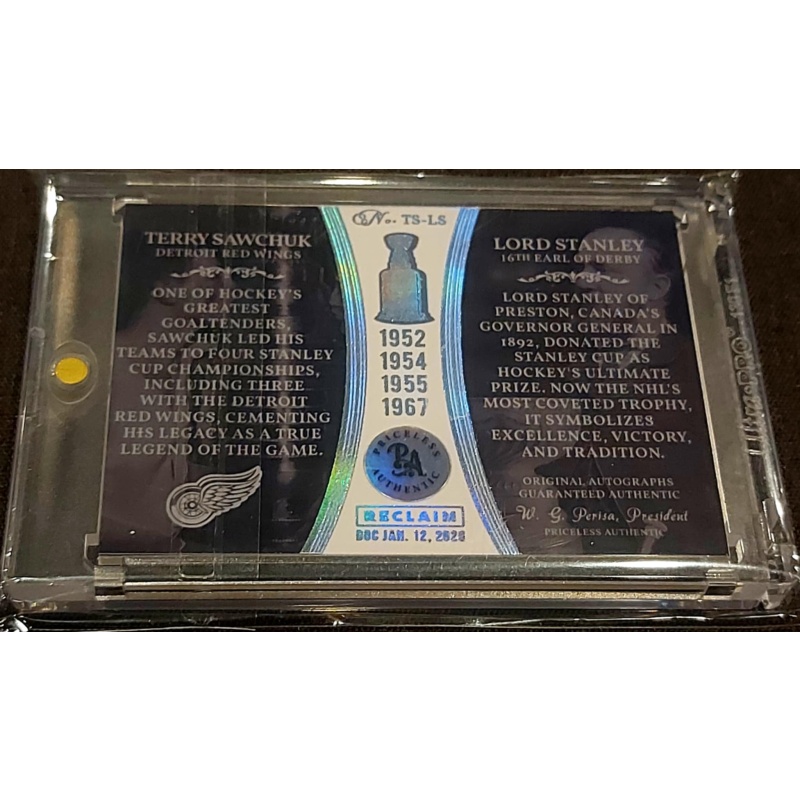 No. TS-LS
TERRY SAWCHUK
DETROIT RED WINGS
ONE OF HOCKEY'S
GREATEST
GOALTENDERS,
SAWCHUK LED HIS
TEAMS TO FOUR STANLEY
CUP CHAMPIONSHIPS,
INCLUDING THREE
WITH THE DETROIT
RED WINGS, CEMENTING
HIS LEGACY AS A TRUE
LEGEND OF THE GAME.
1952
1954
1955
1967
PRICELESS
PA
AUTHENTIC
RECLAIM
DOC JAN. 12, 2026
LORD STANLEY
16TH EARL OF DERBY
LORD STANLEY OF
PRESTON, CANADA'S
GOVERNOR GENERAL IN
1892, DONATED THE
STANLEY CUP AS
HOCKEY'S ULTIMATE
PRIZE. NOW THE NHL'S
MOST COVETED TROPHY,
IT SYMBOLIZES
EXCELLENCE, VICTORY,
AND TRADITION.
ORIGINAL AUTOGRAPHS
GUARANTEED AUTHENTIC
W. G. Perisa, President
PRICELESS AUTHENTIC